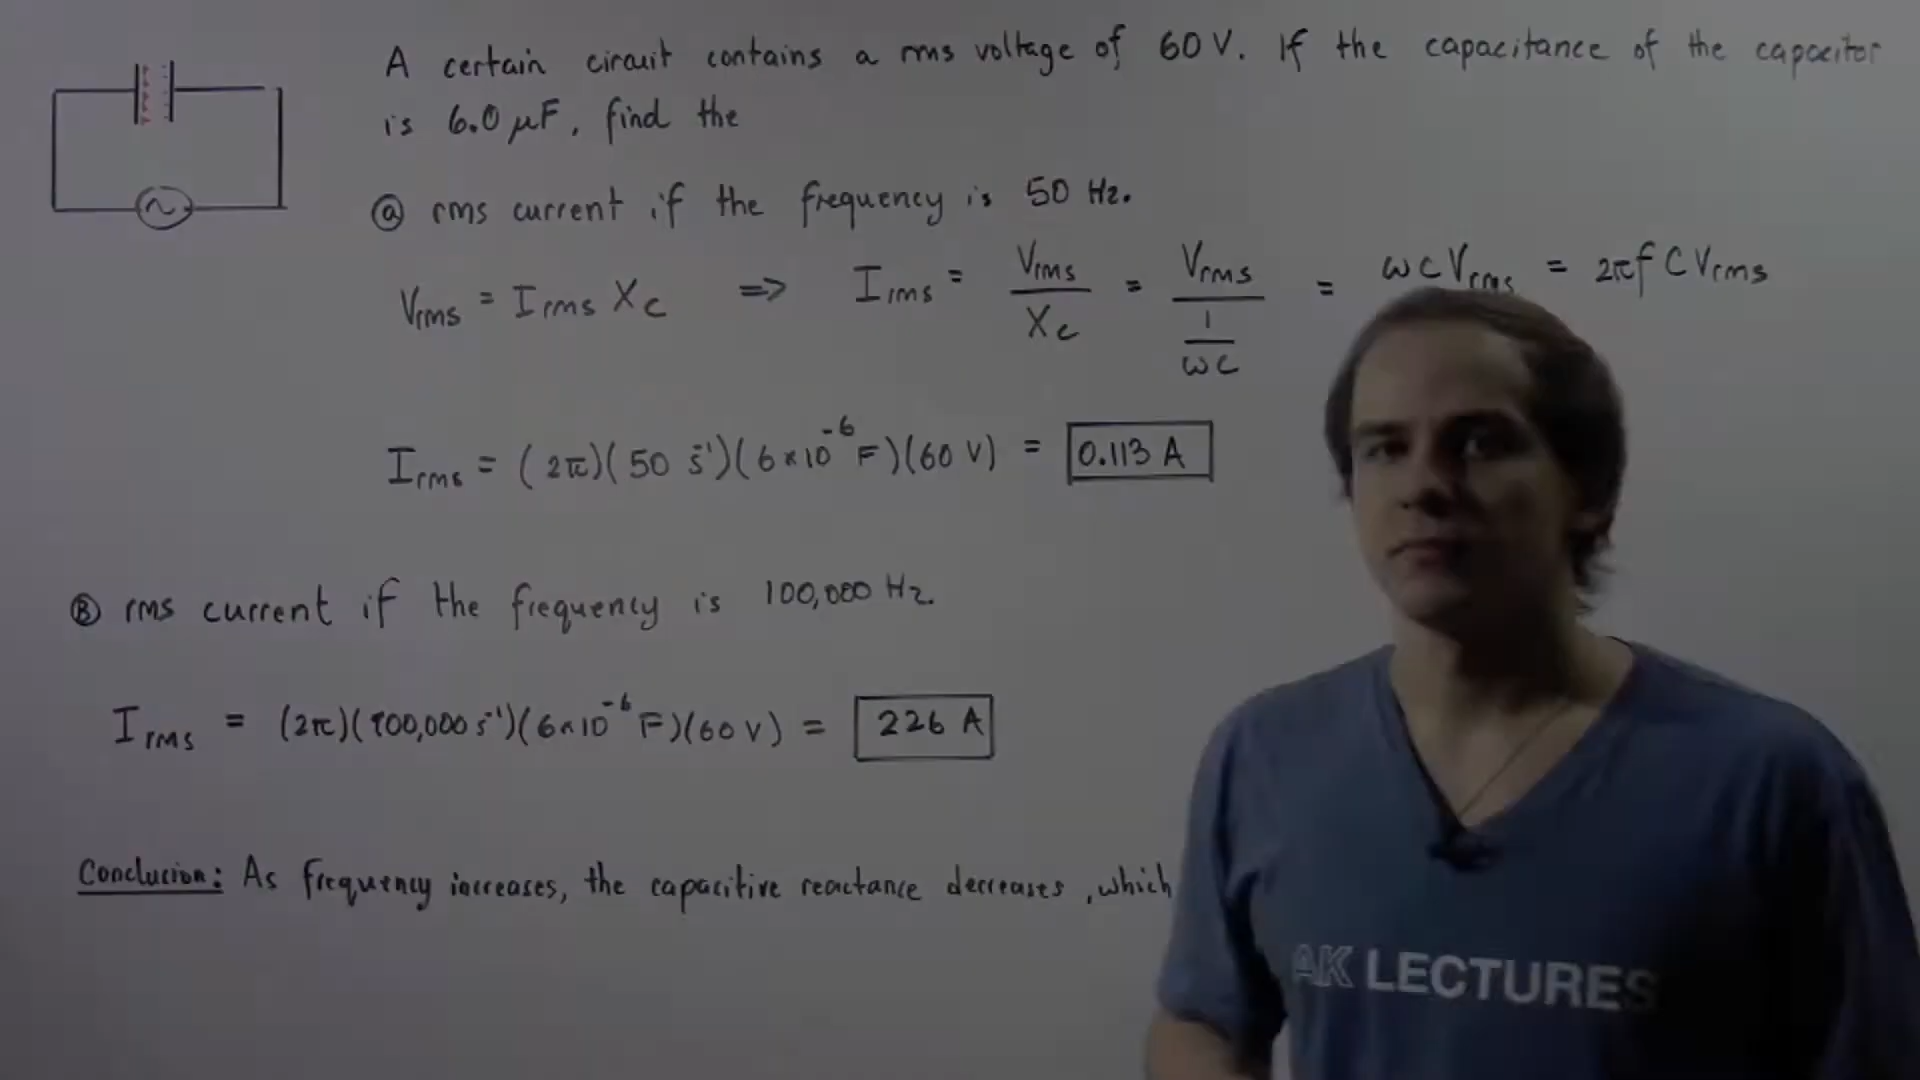 A certain circuit contains a rms voltage of 60 V. If the capacitance of the capacitor
is 6.0 μF, find the
ⓐ rms current if the frequency is 50 Hz.
Vrms = Irms Xc ⇒ Irms = Vrms / Xc = Vrms / (1 / ωC) = ωCVrms = 2πf C Vrms
Irms = (2π)(50 s⁻¹)(6×10⁻⁶ F)(60 V) = 0.113 A
Ⓑ rms current if the frequency is 100,000 Hz.
Irms = (2π)(100,000 s⁻¹)(6×10⁻⁶ F)(60 V) = 226 A
Conclusion: As frequency increases, the capacitive reactance decreases, which
AK LECTURES